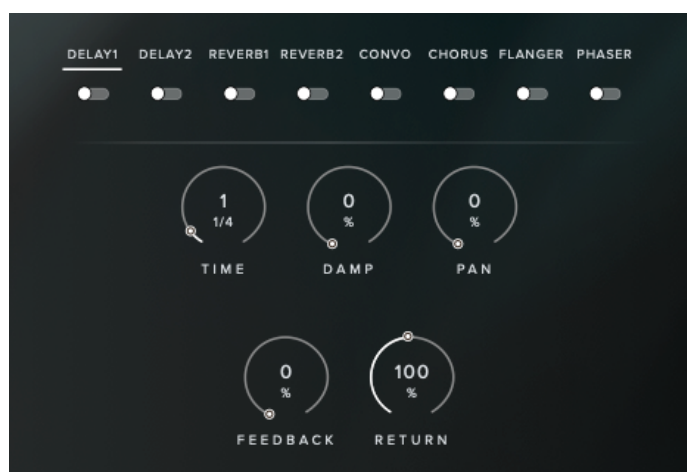 DELAY1 DELAY2 REVERB1 REVERB2 CONVO CHORUS FLANGER PHASER
1 0 0
1/4 % %
TIME DAMP PAN
0 100
% %
FEEDBACK RETURN